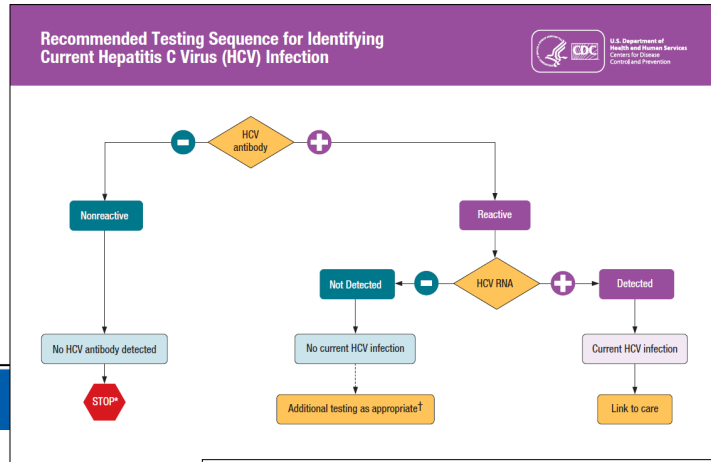 Recommended Testing Sequence for Identifying
Current Hepatitis C Virus (HCV) Infection
CDC
U.S. Department of
Health and Human Services
Centers for Disease
Control and Prevention
HCV
antibody
Nonreactive
Reactive
Not Detected
HCV RNA
Detected
No HCV antibody detected
No current HCV infection
Current HCV infection
STOP*
Additional testing as appropriate†
Link to care